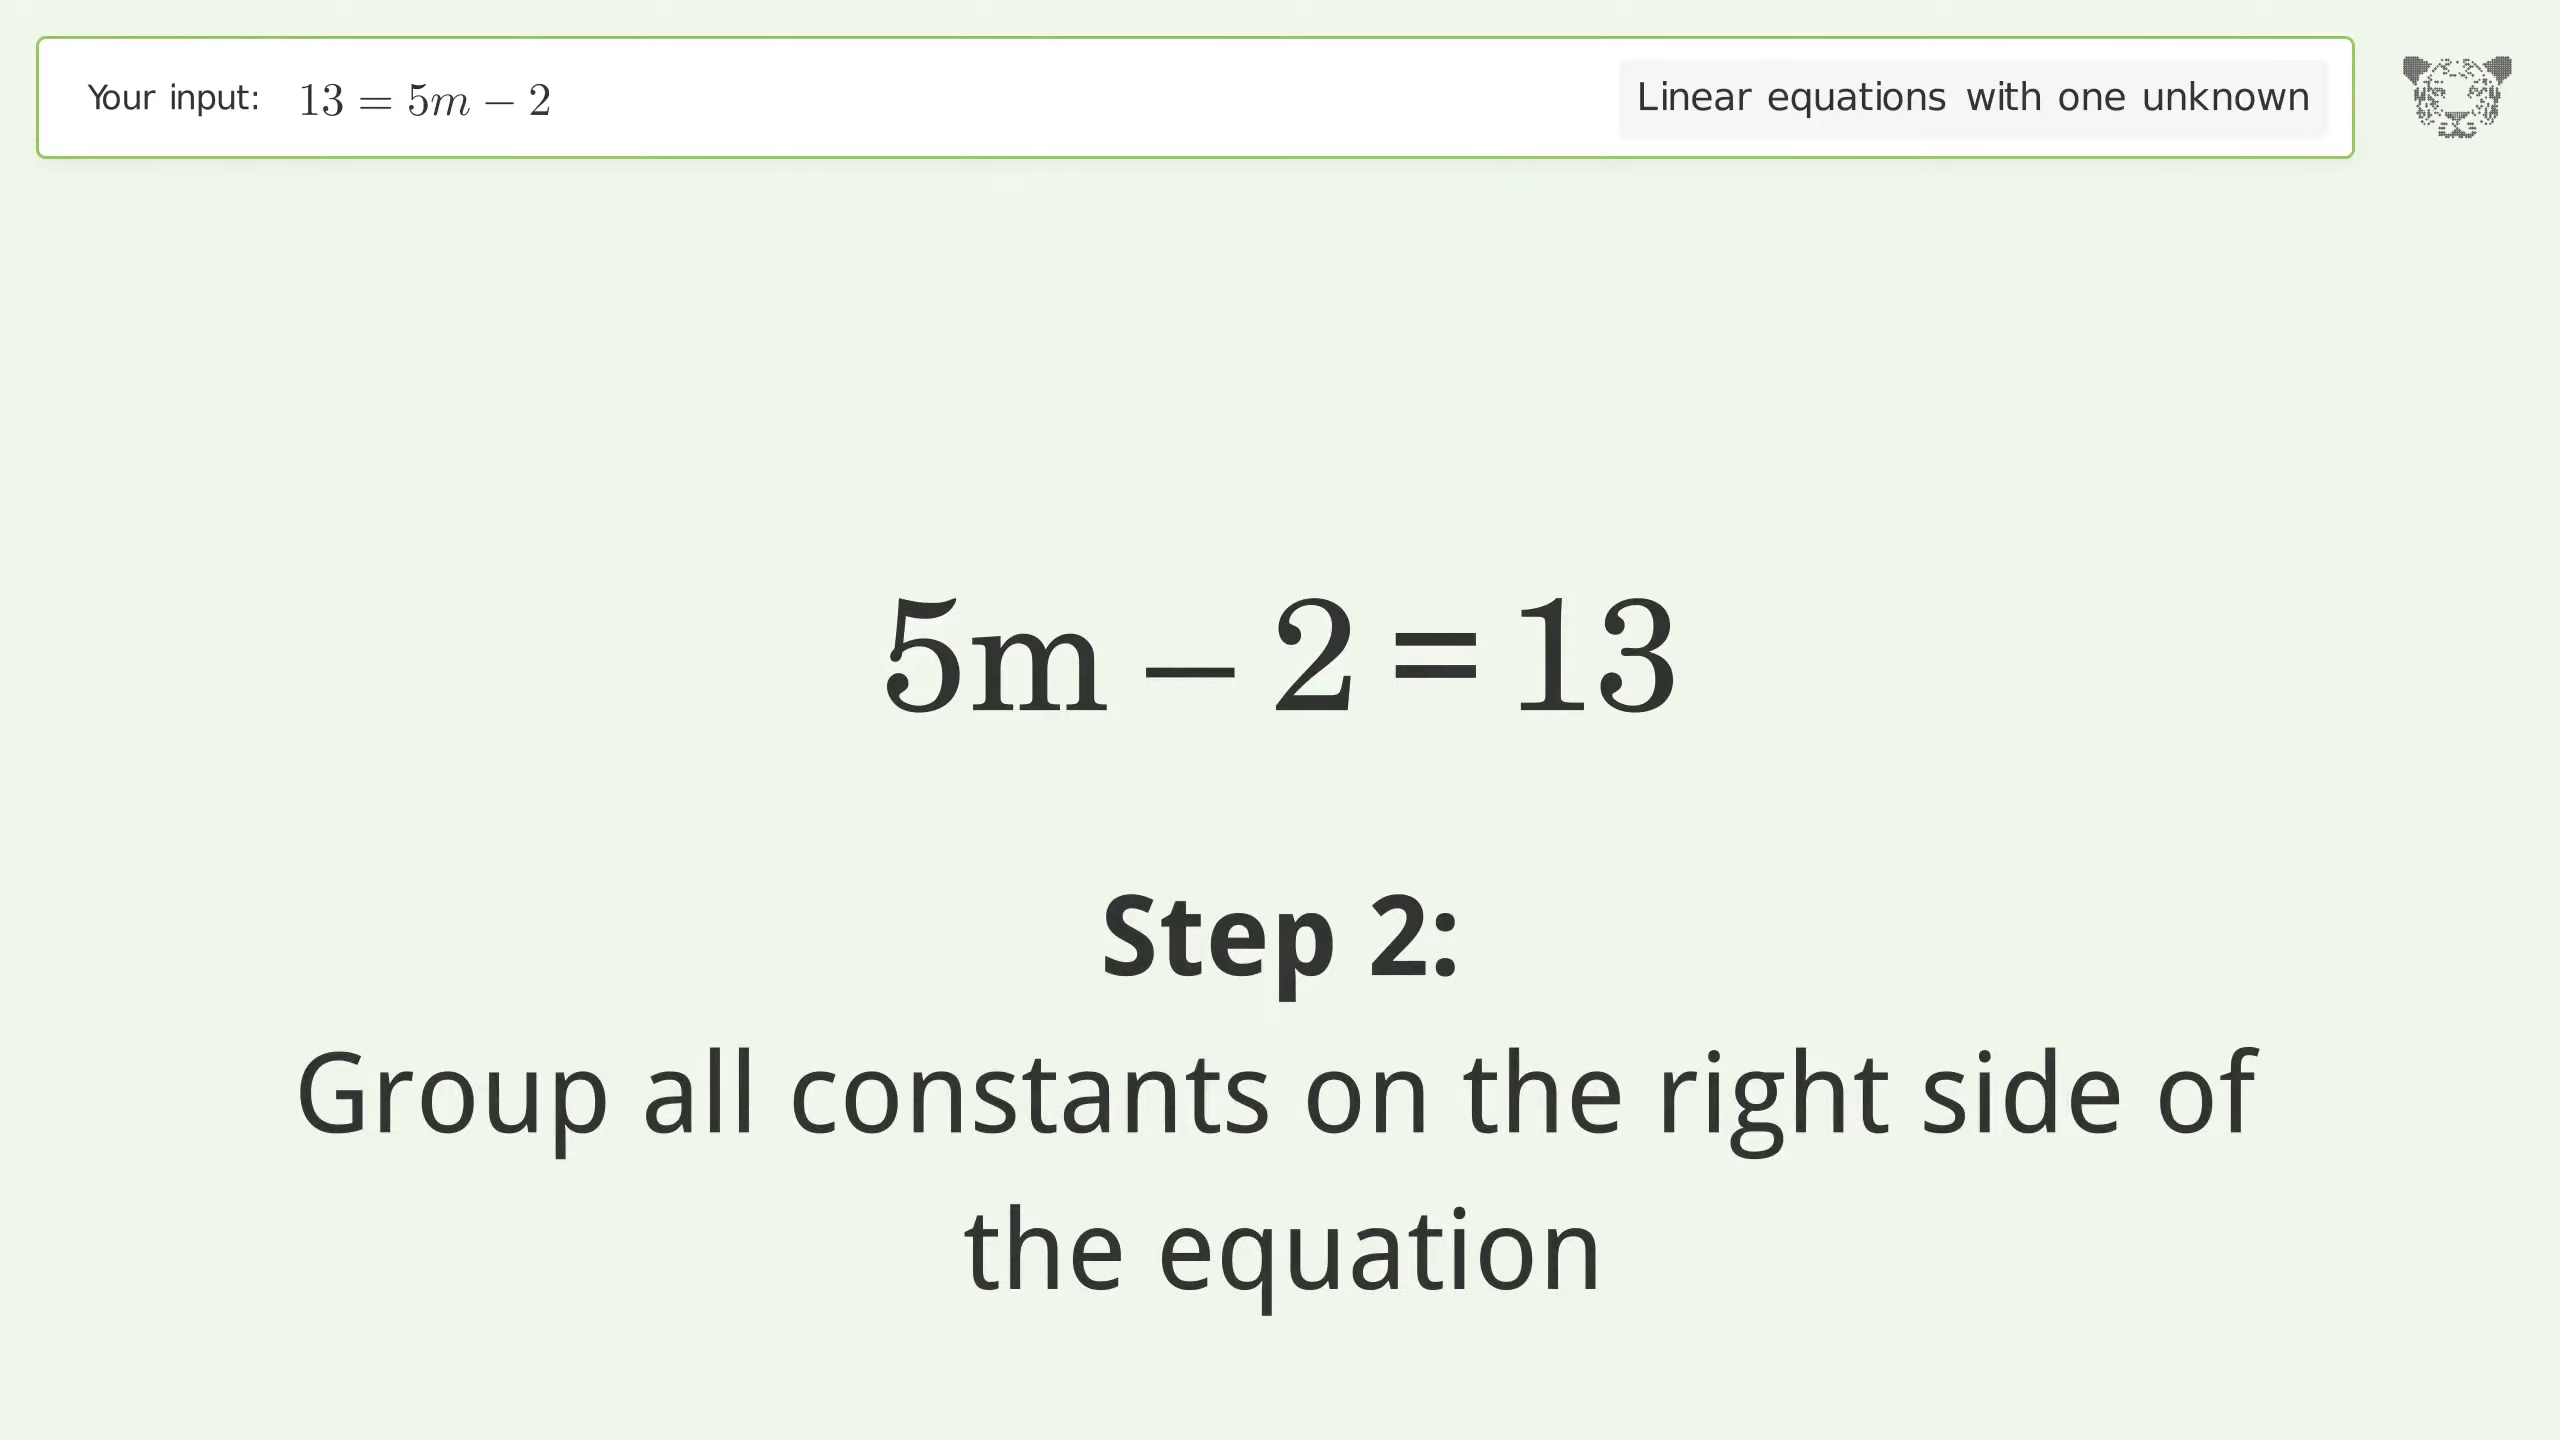 Your input: 13 = 5m − 2
Linear equations with one unknown
5m – 2 = 13
Step 2:
Group all constants on the right side of
the equation